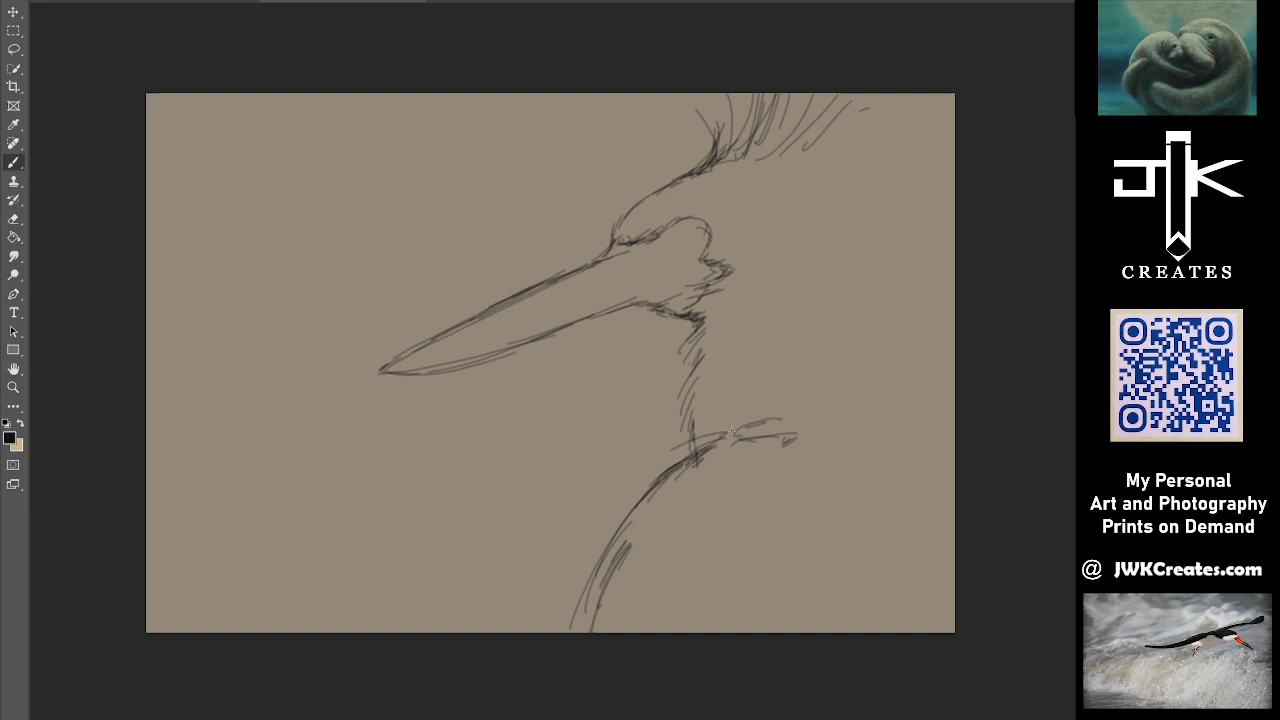 JK
CREATES
My Personal
Art and Photography
Prints on Demand
@ JWKCreates.com